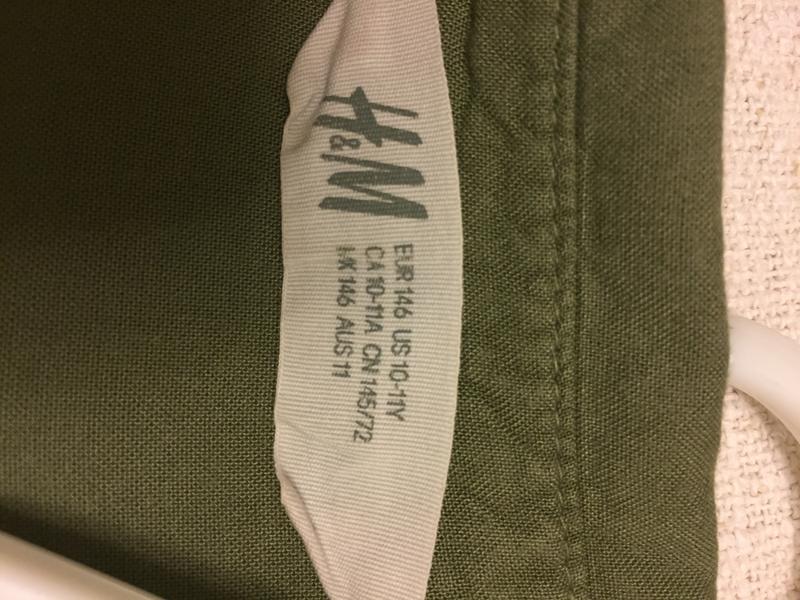 H&M
EUR 146 US 10-11Y
CA 10-11A CN 145/72
HK 146 AUS 11